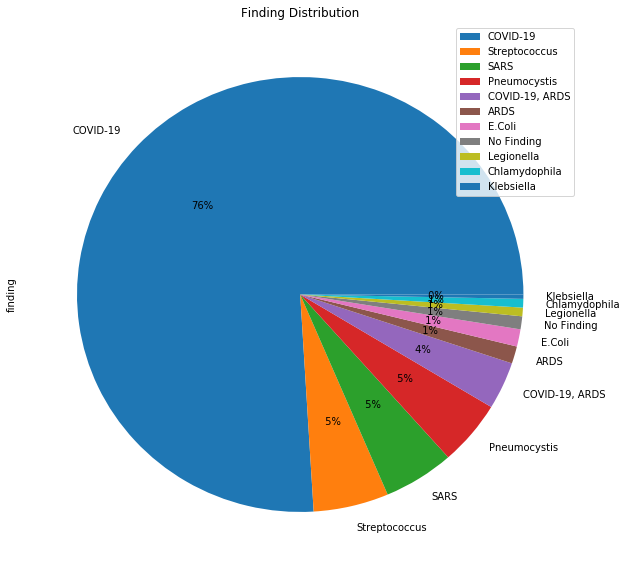 Finding Distribution
COVID-19
Streptococcus
SARS
Pneumocystis
COVID-19, ARDS
ARDS
E.Coli
No Finding
Legionella
Chlamydophila
Klebsiella
COVID-19
76%
finding
0%
Klebsiella
1%
Chlamydophila
1%
Legionella
1%
No Finding
1%
E.Coli
1%
ARDS
4%
COVID-19, ARDS
5%
Pneumocystis
5%
SARS
5%
Streptococcus